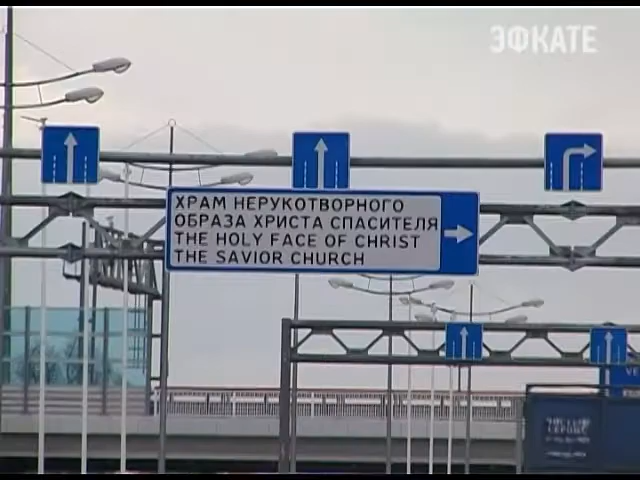 ЭФКАТЕ
ХРАМ НЕРУКОТВОРНОГО
ОБРАЗА ХРИСТА СПАСИТЕЛЯ
THE HOLY FACE OF CHRIST
THE SAVIOR CHURCH